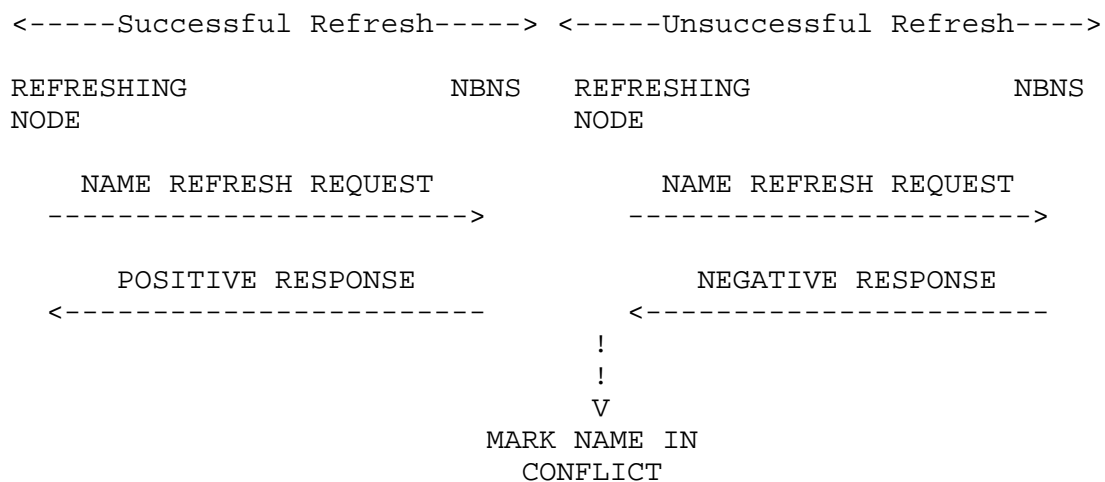 <-----Successful Refresh-----> <-----Unsuccessful Refresh---->
REFRESHING                     NBNS   REFRESHING                     NBNS
NODE                                  NODE
NAME REFRESH REQUEST             NAME REFRESH REQUEST
------------------------>        ----------------------->
POSITIVE RESPONSE                NEGATIVE RESPONSE
<------------------------        <-----------------------
!
!
V
MARK NAME IN
CONFLICT